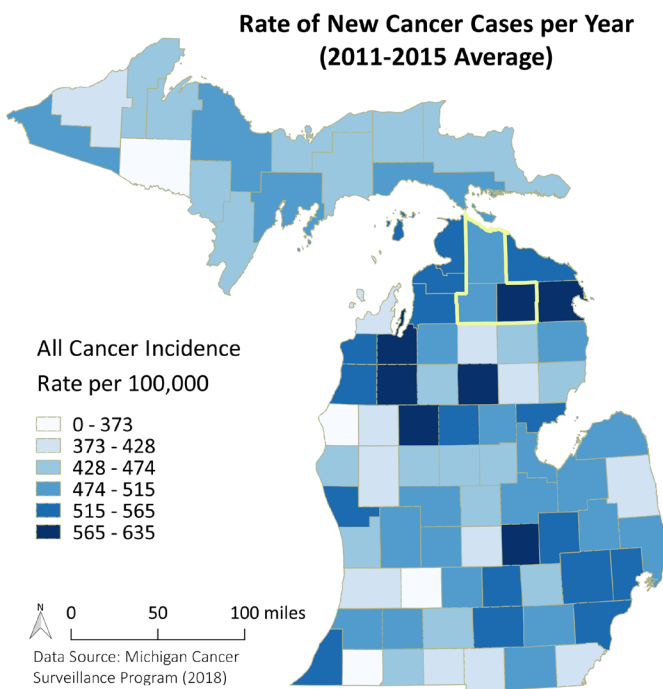 Rate of New Cancer Cases per Year
(2011-2015 Average)
All Cancer Incidence
Rate per 100,000
0 - 373
373 - 428
428 - 474
474 - 515
515 - 565
565 - 635
N
0 50 100 miles
Data Source: Michigan Cancer
Surveillance Program (2018)